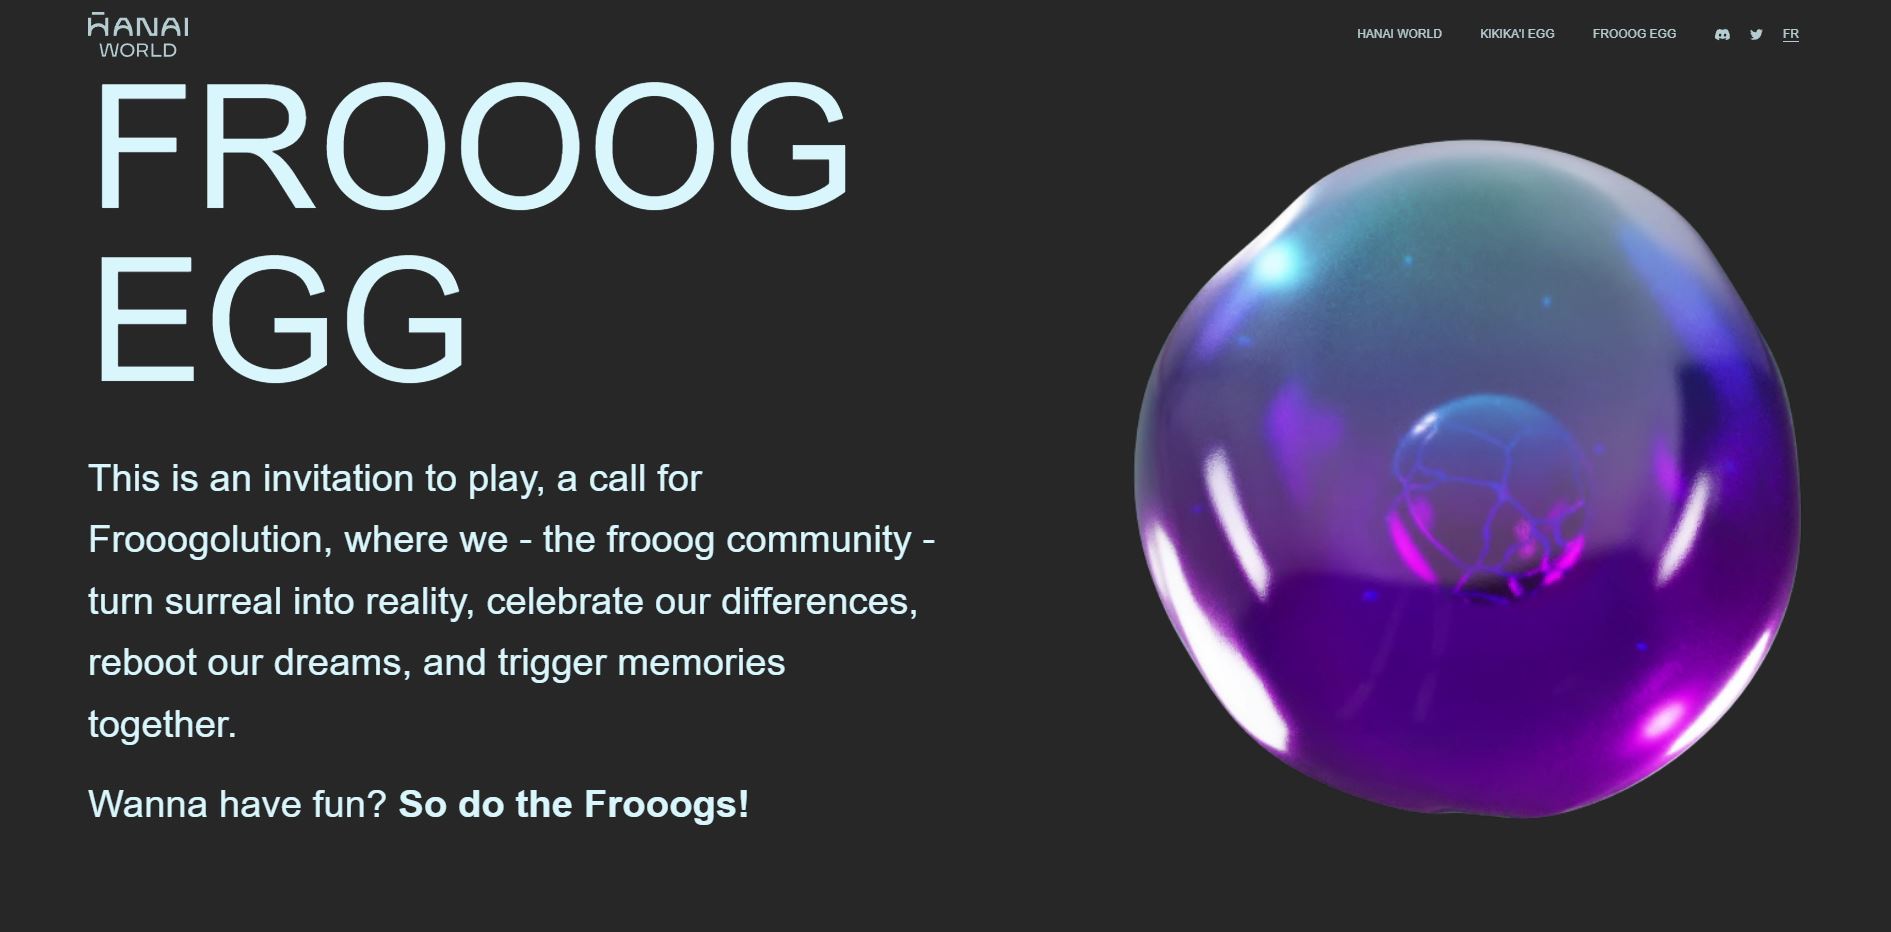 H̄ANAI
WORLD
HANAI WORLD
KIKIKA'I EGG
FROOOG EGG
FR
FROOOG
EGG
This is an invitation to play, a call for
Frooogolution, where we - the frooog community -
turn surreal into reality, celebrate our differences,
reboot our dreams, and trigger memories
together.
Wanna have fun? So do the Frooogs!